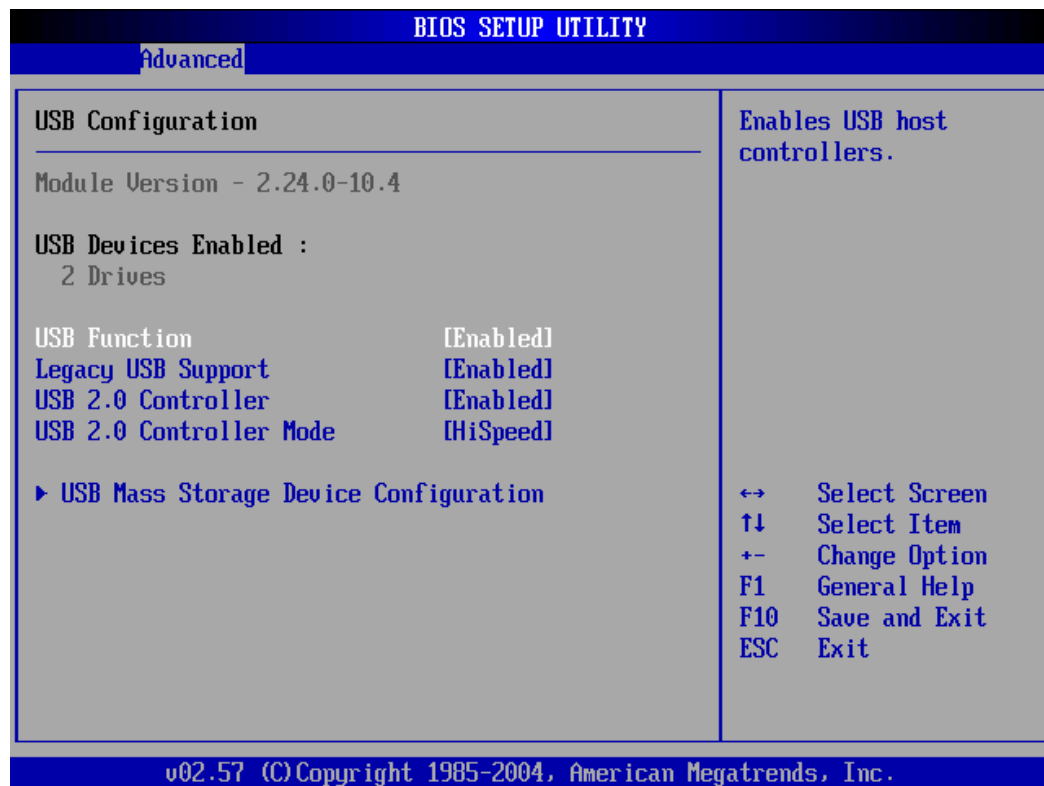 BIOS SETUP UTILITY
Advanced
USB Configuration
Module Version - 2.24.0-10.4
USB Devices Enabled :
2 Drives
USB Function [Enabled]
Legacy USB Support [Enabled]
USB 2.0 Controller [Enabled]
USB 2.0 Controller Mode [HiSpeed]
▶ USB Mass Storage Device Configuration
Enables USB host
controllers.
↔ Select Screen
↑↓ Select Item
+- Change Option
F1 General Help
F10 Save and Exit
ESC Exit
v02.57 (C)Copyright 1985-2004, American Megatrends, Inc.